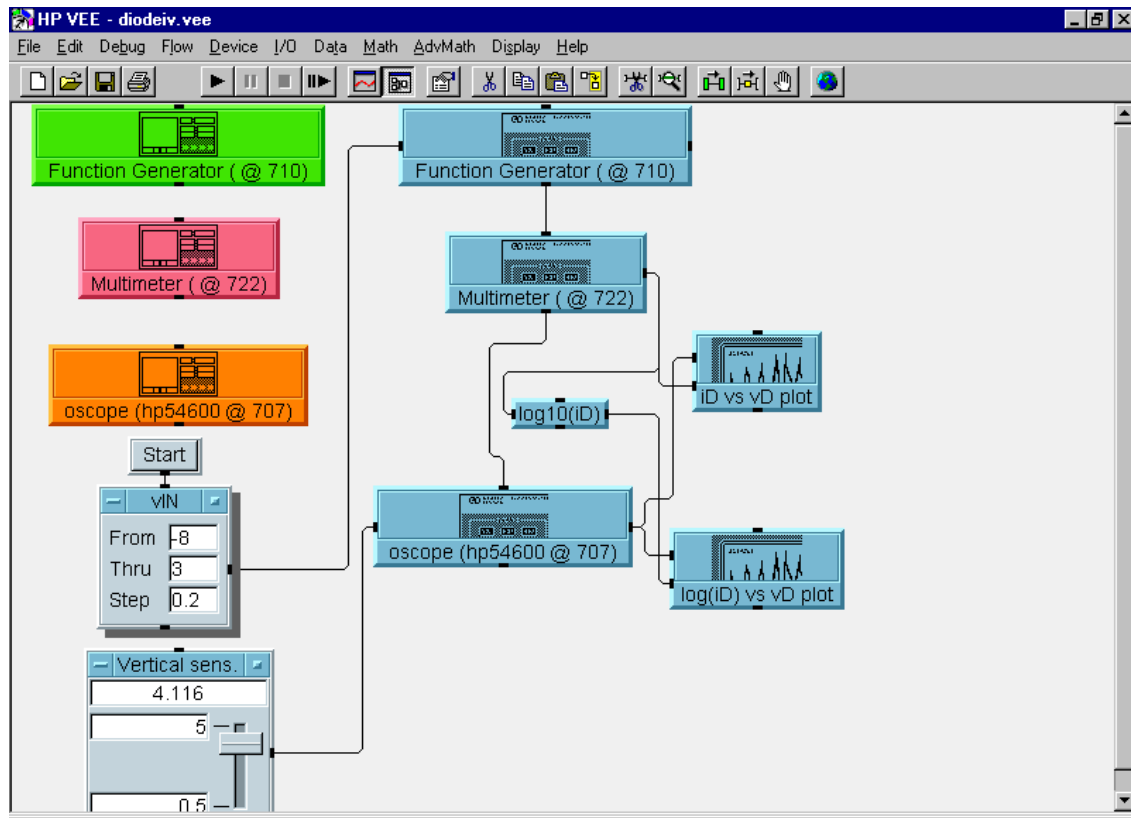 HP VEE - diodeiv.vee
File Edit Debug Flow Device I/O Data Math AdvMath Display Help
Function Generator ( @ 710)
Function Generator ( @ 710)
Multimeter ( @ 722)
Multimeter ( @ 722)
oscope (hp54600 @ 707)
iD vs vD plot
log10(iD)
Start
vIN
From -8
Thru 3
Step 0.2
oscope (hp54600 @ 707)
log(iD) vs vD plot
Vertical sens.
4.116
5
0.5